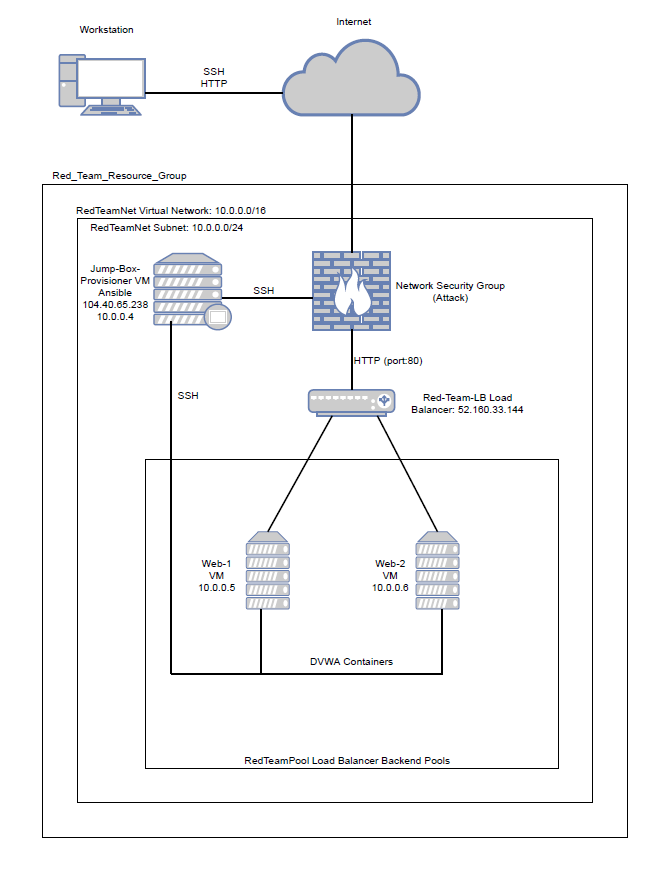 Workstation
Internet
SSH
HTTP
Red_Team_Resource_Group
RedTeamNet Virtual Network: 10.0.0.0/16
RedTeamNet Subnet: 10.0.0.0/24
Jump-Box-
Provisioner VM
Ansible
104.40.65.238
10.0.0.4
SSH
Network Security Group
(Attack)
HTTP (port:80)
SSH
Red-Team-LB Load
Balancer: 52.160.33.144
Web-1
VM
10.0.0.5
Web-2
VM
10.0.0.6
DVWA Containers
RedTeamPool Load Balancer Backend Pools